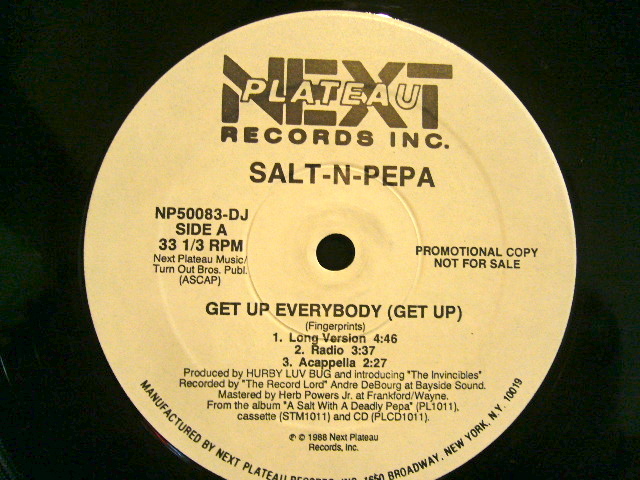 NEXT
PLATEAU
RECORDS INC.
SALT-N-PEPA
NP50083-DJ
SIDE A
33 1/3 RPM
Next Plateau Music/
Turn Out Bros. Publ.
(ASCAP)
PROMOTIONAL COPY
NOT FOR SALE
GET UP EVERYBODY (GET UP)
(Fingerprints)
1. Long Version 4:46
2. Radio 3:37
3. Acappella 2:27
Produced by HURBY LUV BUG and introducing "The Invincibles"
Recorded by "The Record Lord" Andre DeBourg at Bayside Sound.
Mastered by Herb Powers Jr. at Frankford/Wayne.
From the album "A Salt With A Deadly Pepa" (PL1011),
cassette (STM1011) and CD (PLCD1011).
℗ © 1988 Next Plateau
Records, Inc.
MANUFACTURED BY NEXT PLATEAU RECORDS, INC. 1650 BROADWAY, NEW YORK, N.Y. 10019